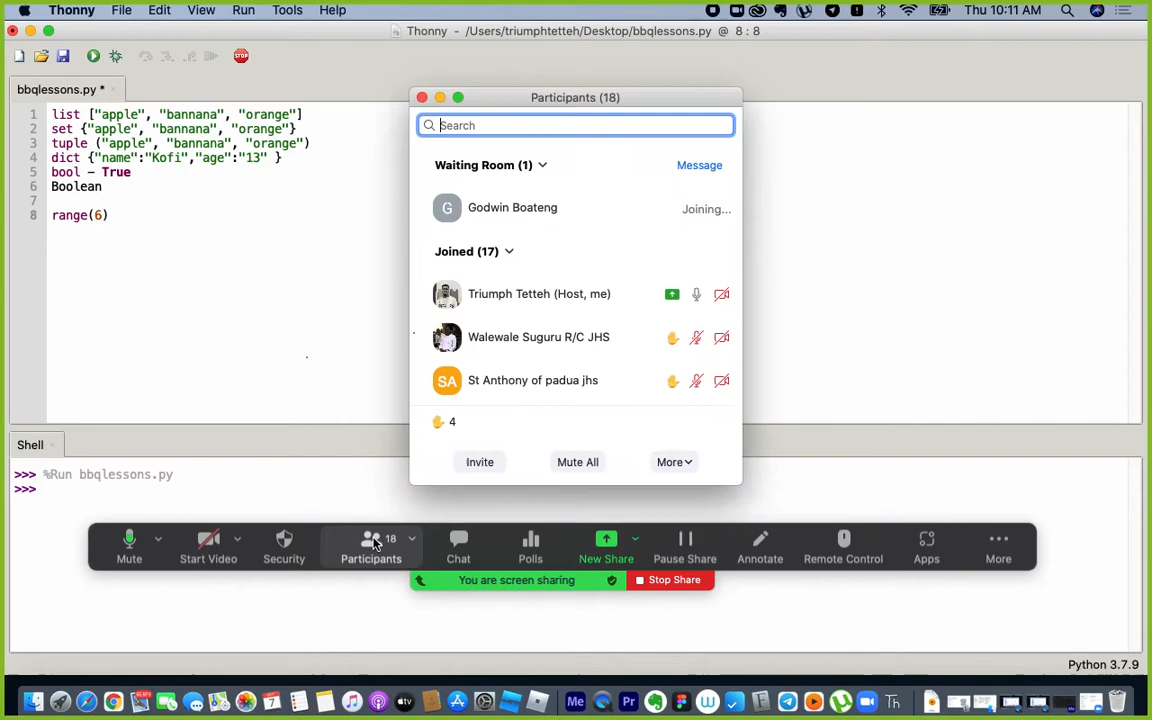 Thonny File Edit View Run Tools Help Thu 10:11 AM
Thonny - /Users/triumphtetteh/Desktop/bbqlessons.py @ 8 : 8
bbqlessons.py *
1 list ["apple", "bannana", "orange"]
2 set {"apple", "bannana", "orange"}
3 tuple ("apple", "bannana", "orange")
4 dict {"name":"Kofi","age":"13" }
5 bool - True
6 Boolean
7
8 range(6)
Participants (18)
Search
Waiting Room (1) Message
G Godwin Boateng Joining...
Joined (17)
Triumph Tetteh (Host, me)
Walewale Suguru R/C JHS
SA St Anthony of padua jhs
4
Invite Mute All More
Shell
>>> %Run bbqlessons.py
>>>
18
Mute Start Video Security Participants Chat Polls New Share Pause Share Annotate Remote Control Apps More
You are screen sharing Stop Share
Python 3.7.9